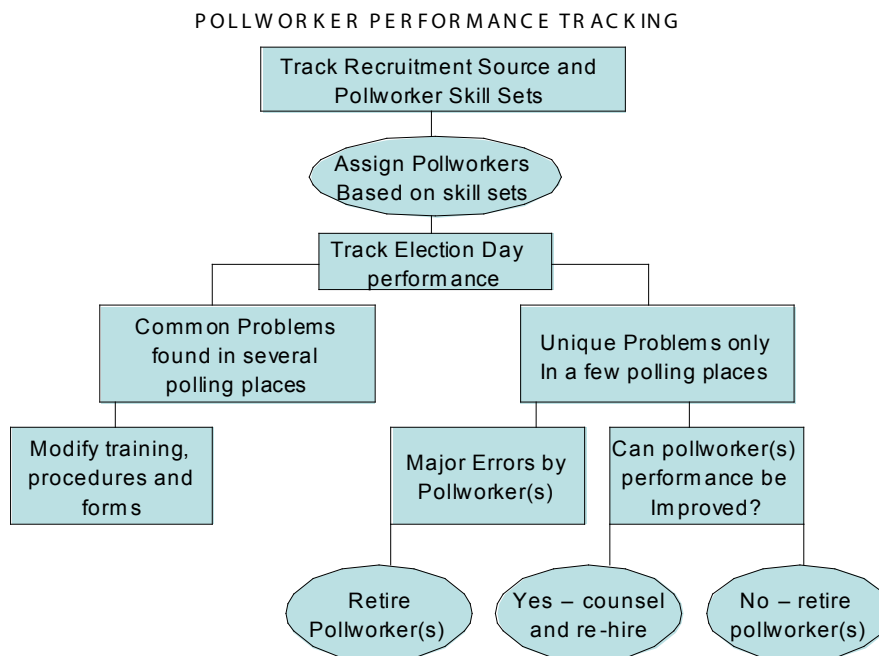 POLLWORKER PERFORMANCE TRACKING
Track Recruitment Source and
Pollworker Skill Sets
Assign Pollworkers
Based on skill sets
Track Election Day
performance
Common Problems
found in several
polling places
Unique Problems only
In a few polling places
Modify training,
procedures and
forms
Major Errors by
Pollworker(s)
Can pollworker(s)
performance be
Improved?
Retire
Pollworker(s)
Yes – counsel
and re-hire
No – retire
pollworker(s)